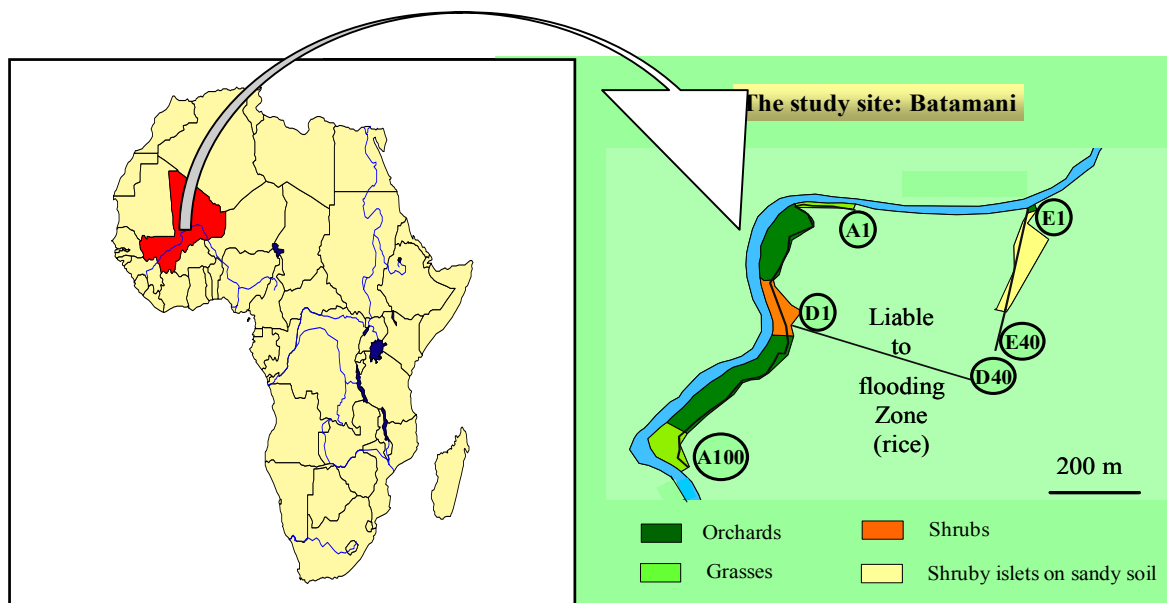 The study site: Batamani
A1
E1
D1
Liable
to
flooding
Zone
(rice)
E40
D40
A100
200 m
Orchards
Shrubs
Grasses
Shruby islets on sandy soil